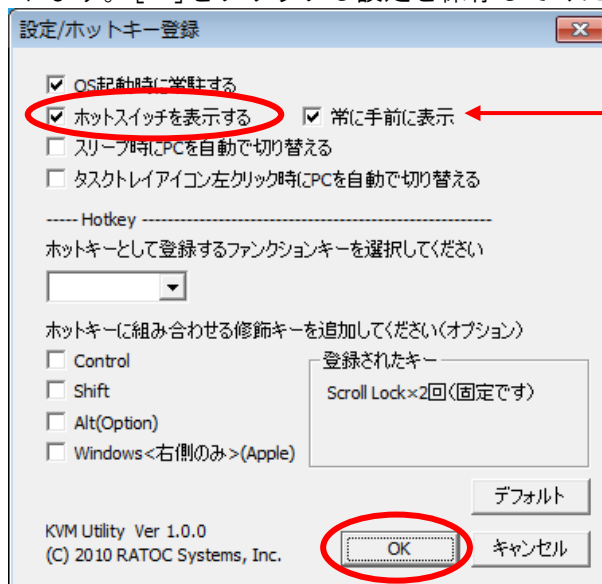 設定/ホットキー登録
OS起動時に常駐する
ホットスイッチを表示する 常に手前に表示
スリープ時にPCを自動で切り替える
タスクトレイアイコン左クリック時にPCを自動で切り替える
----- Hotkey -----
ホットキーとして登録するファンクションキーを選択してください
ホットキーに組み合わせる修飾キーを追加してください(オプション)
Control
登録されたキー
Shift
Scroll Lock×2回(固定です)
Alt(Option)
Windows<右側のみ>(Apple)
デフォルト
KVM Utility Ver 1.0.0
(C) 2010 RATOC Systems, Inc.
OK
キャンセル